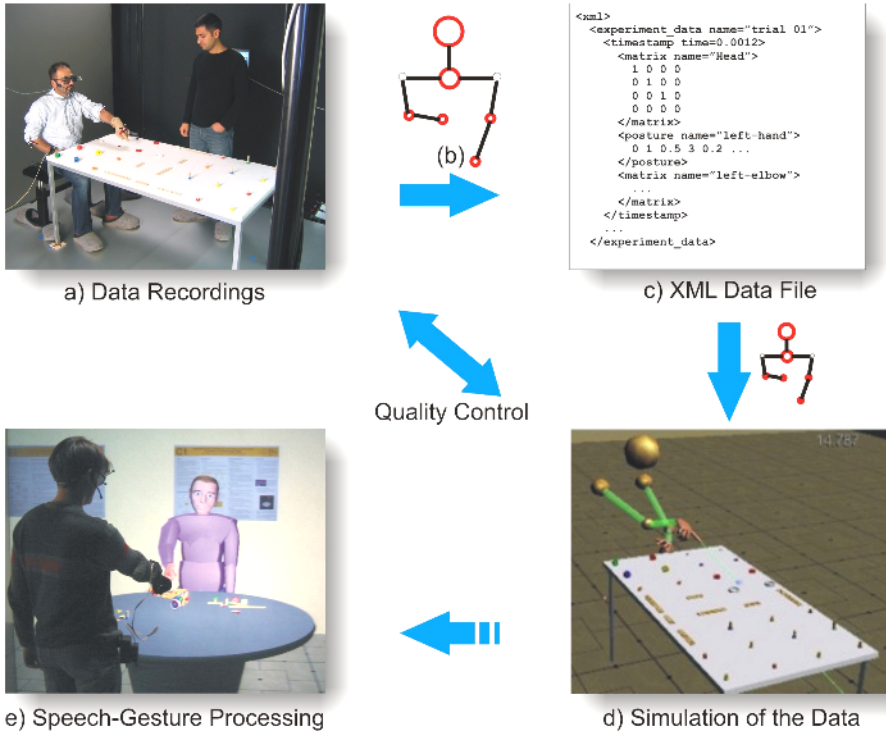 (b)
<xml>
<experiment_data name="trial 01">
<timestamp time=0.0012>
<matrix name="Head">
1 0 0 0
0 1 0 0
0 0 1 0
0 0 0 0
</matrix>
<posture name="left-hand">
0 1 0.5 3 0.2 ...
</posture>
<matrix name="left-elbow">
...
</matrix>
</timestamp>
...
</experiment_data>
a) Data Recordings
c) XML Data File
Quality Control
14.787
e) Speech-Gesture Processing
d) Simulation of the Data